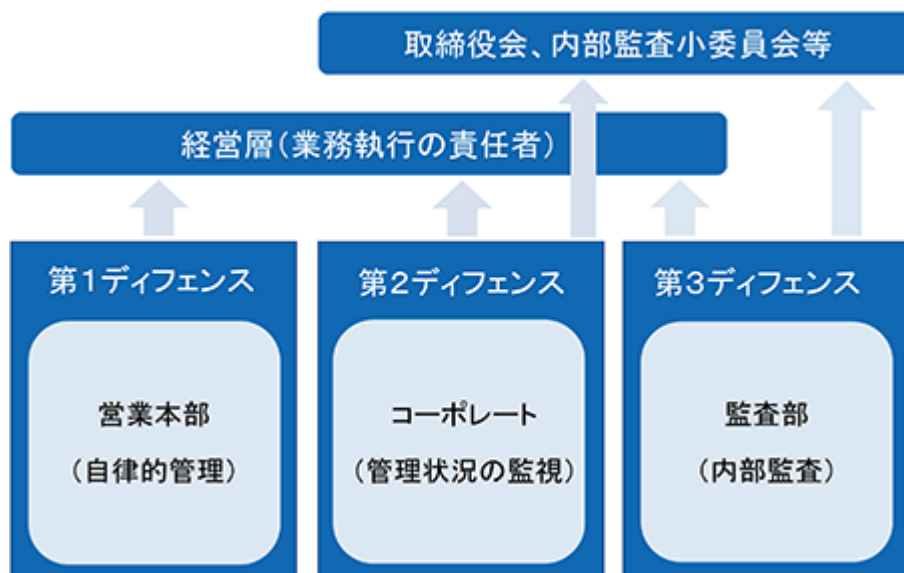 取締役会、内部監査小委員会等
経営層(業務執行の責任者)
第1ディフェンス
営業本部
(自律的管理)
第2ディフェンス
コーポレート
(管理状況の監視)
第3ディフェンス
監査部
(内部監査)